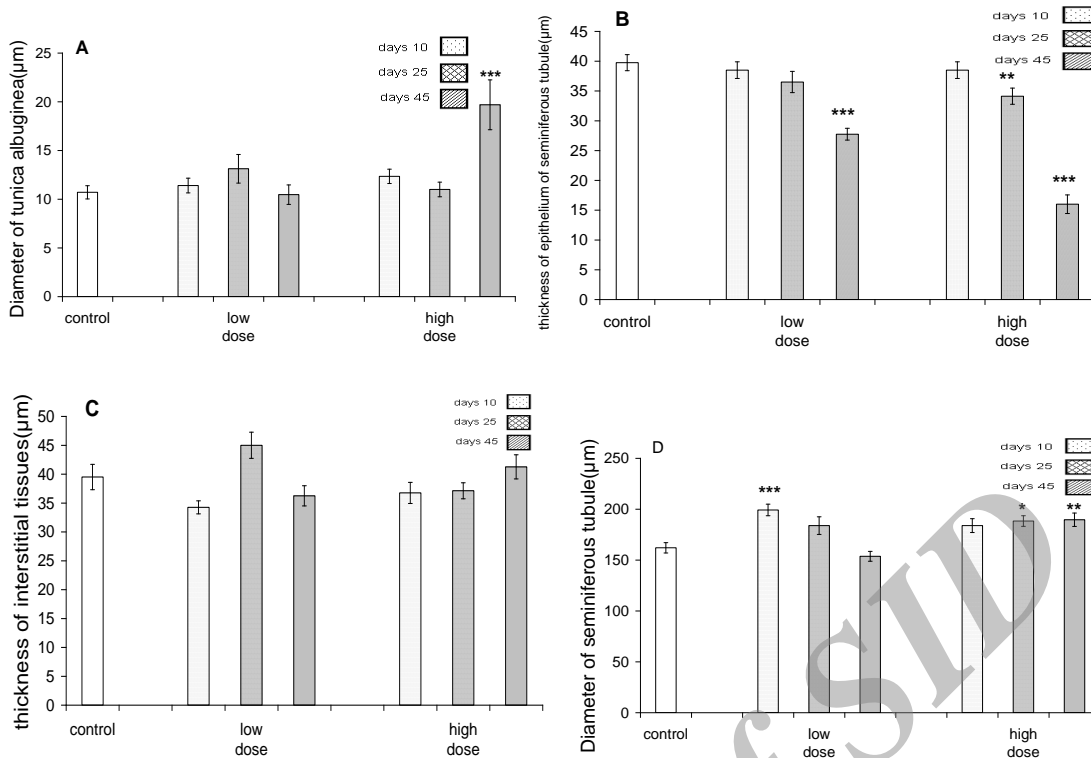 A
days 10
days 25
days 45
***
Diameter of tunica albuginea(µm)
25
20
15
10
5
0
control
low
dose
high
dose
B
days 10
days 25
days 45
**
***
***
thickness of epithelium of seminiferous tubule(µm)
45
40
35
30
25
20
15
10
5
0
control
low
dose
high
dose
C
days 10
days 25
days 45
thickness of interstitial tissues(µm)
50
45
40
35
30
25
20
15
10
5
0
control
low
dose
high
dose
D
days 10
days 25
days 45
***
*
**
Diameter of seminiferous tubule(µm)
250
200
150
100
50
0
control
low
dose
high
dose
f SID